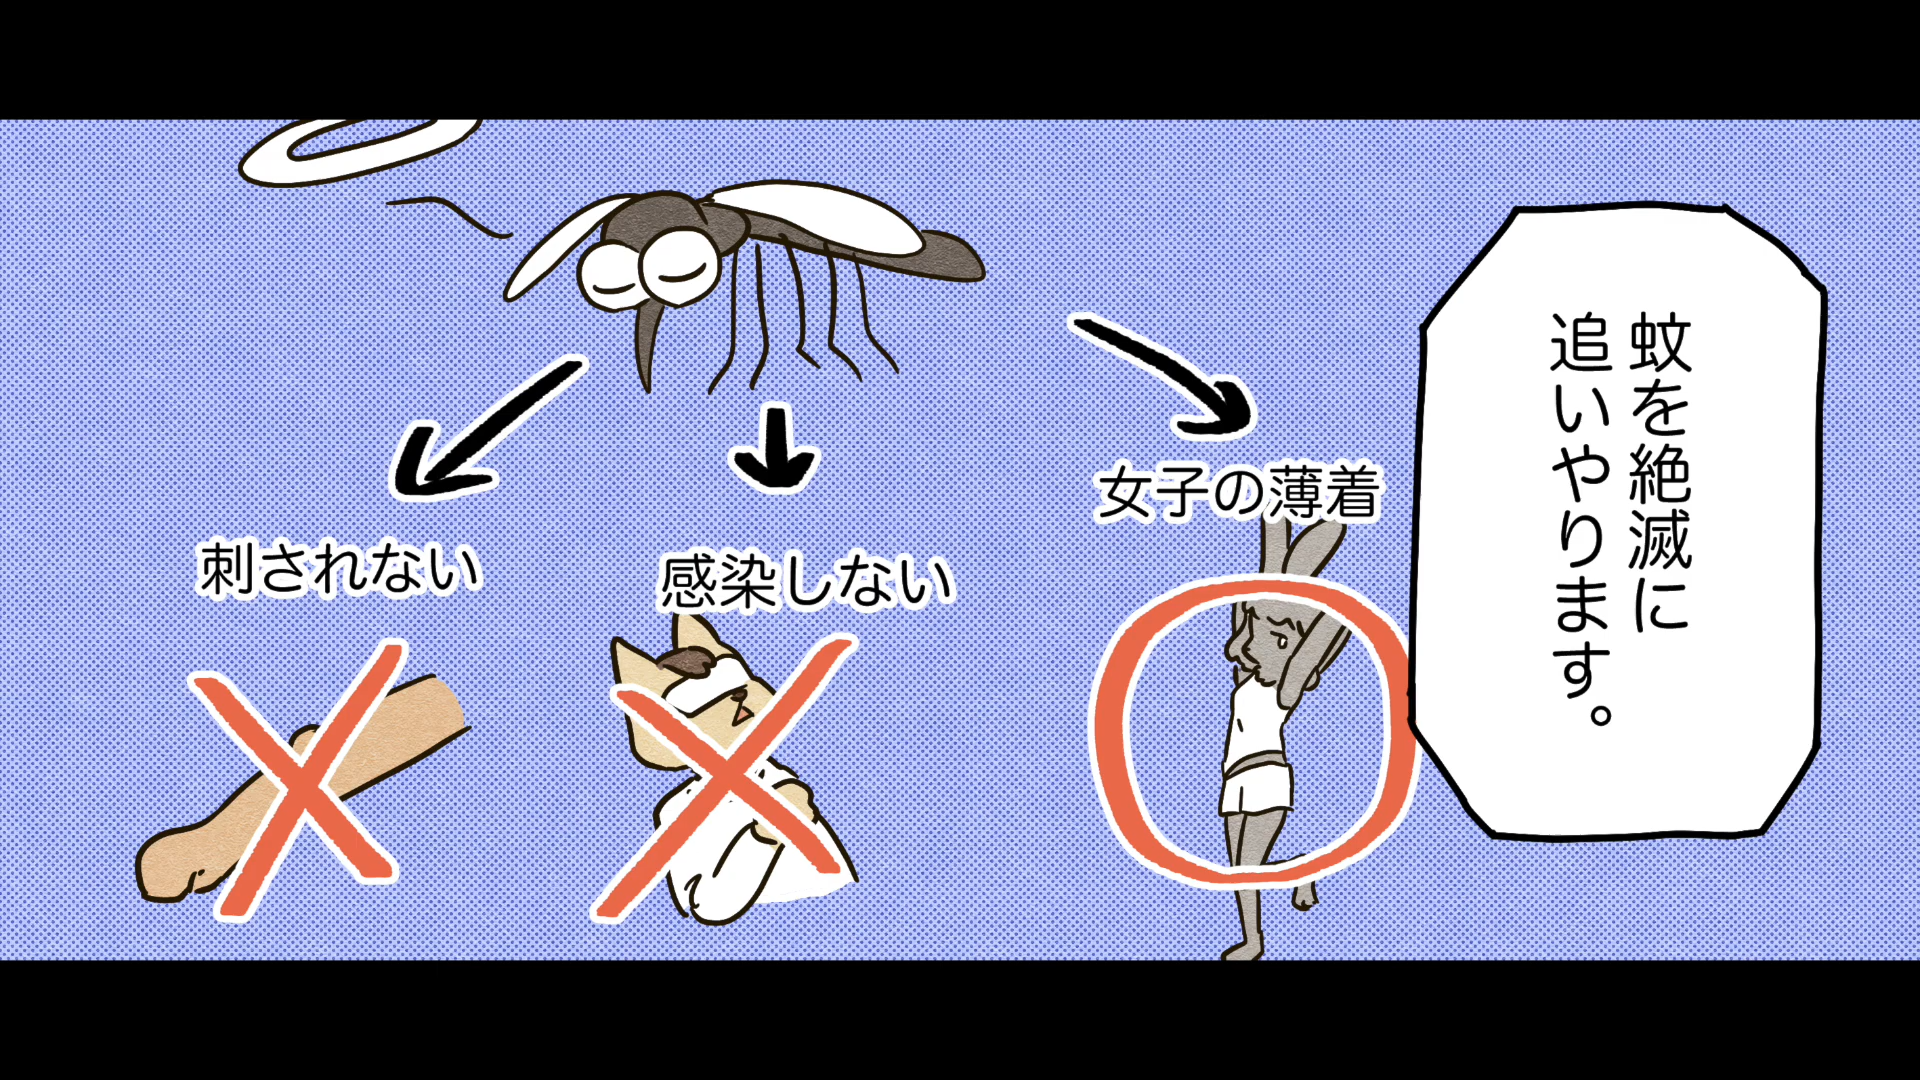 蚊を絶滅に
追いやります。
女子の薄着
感染しない
刺されない